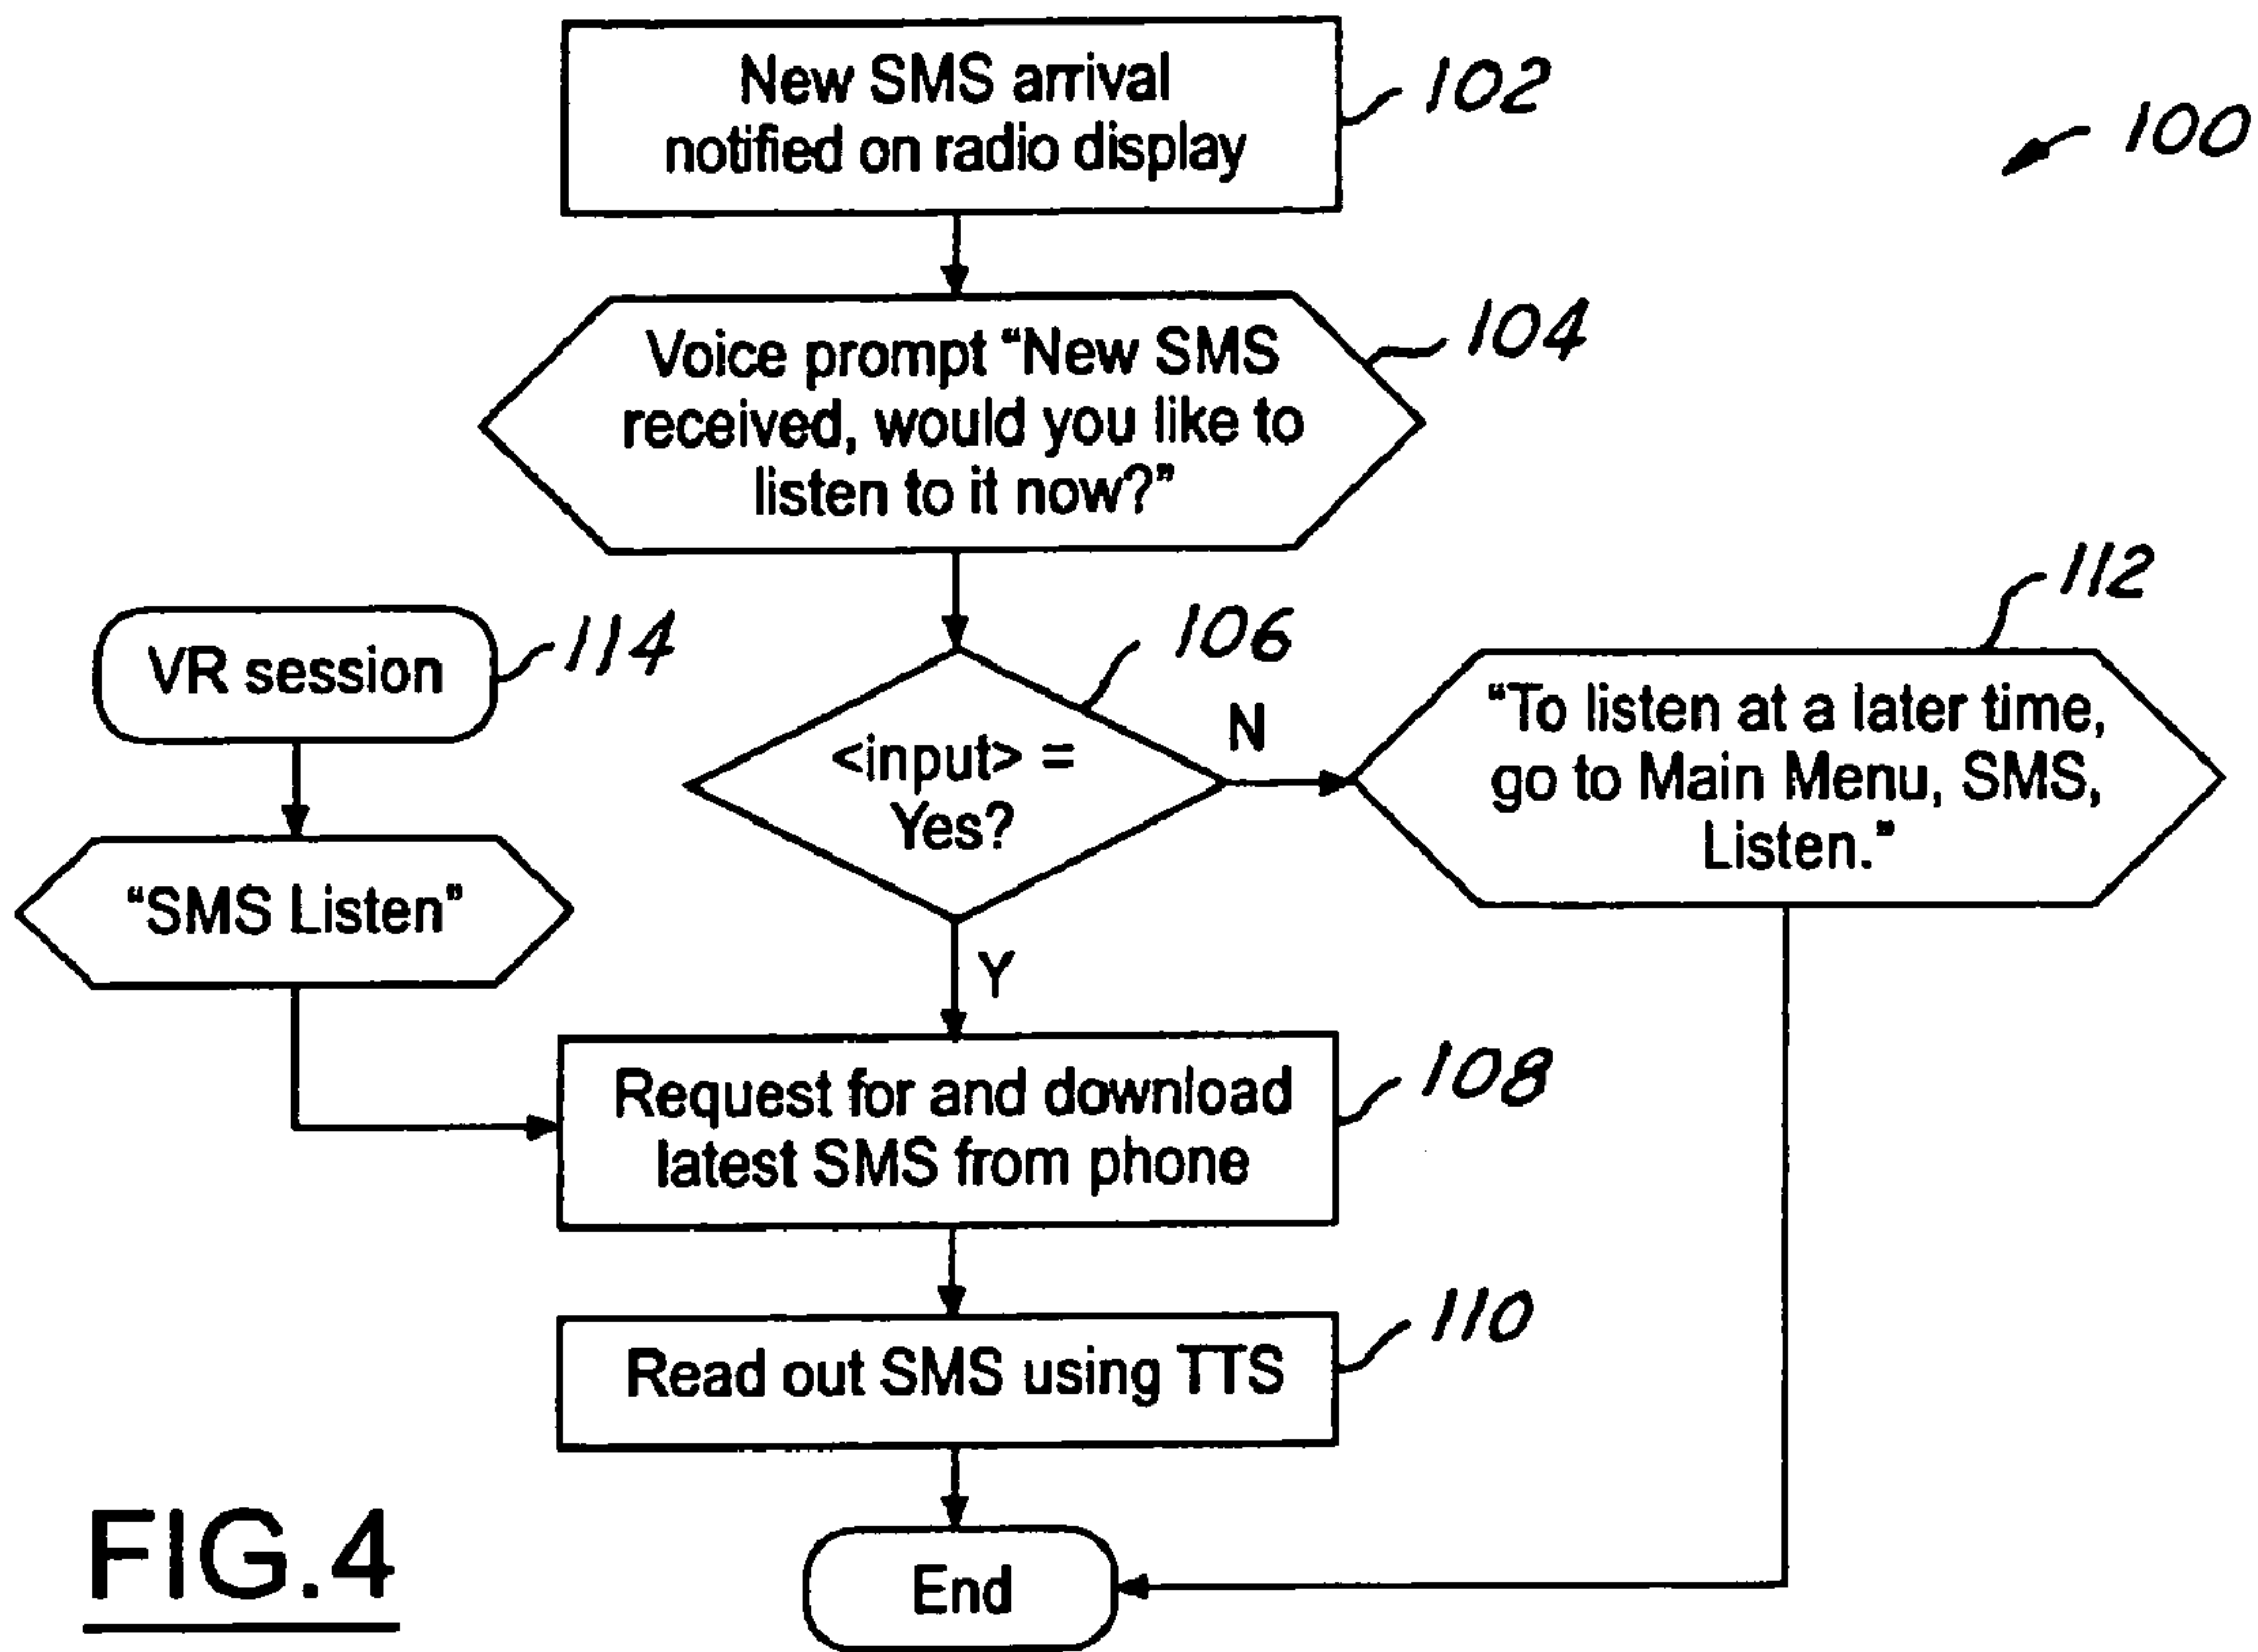 New SMS arrival
notified on radio display
102
100
Voice prompt “New SMS
received, would you like to
listen to it now?”
104
VR session
114
<input> =
Yes?
106
N
Y
“To listen at a later time,
go to Main Menu, SMS,
Listen.”
112
“SMS Listen”
Request for and download
latest SMS from phone
108
Read out SMS using TTS
110
End
FIG.4